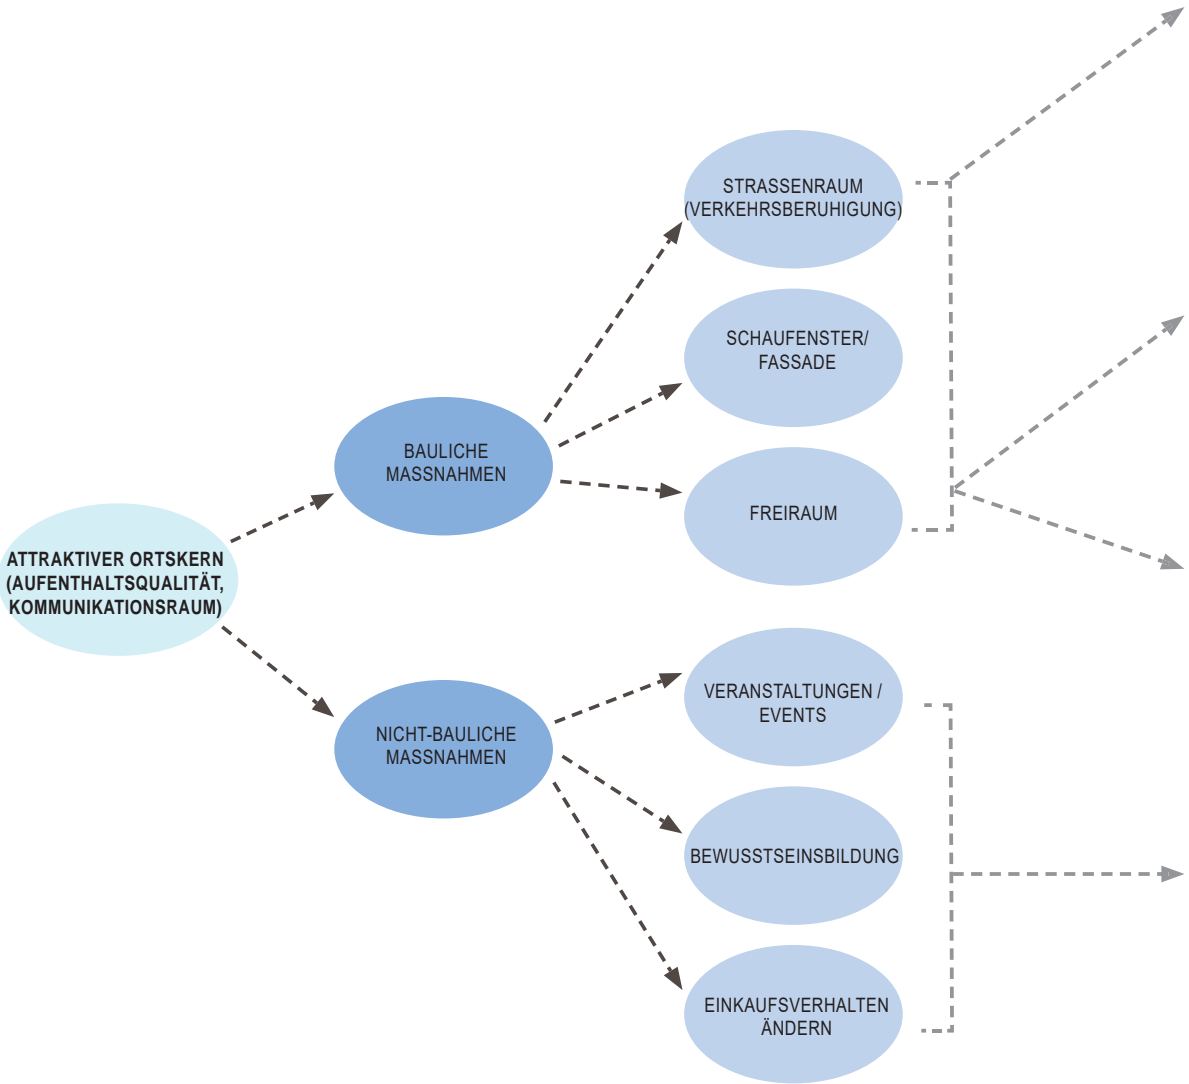 STRASSENRAUM
(VERKEHRSBERUHIGUNG)
SCHAUFENSTER/
FASSADE
BAULICHE
MASSNAHMEN
FREIRAUM
ATTRAKTIVER ORTSKERN
(AUFENTHALTSQUALITÄT,
KOMMUNIKATIONSRAUM)
VERANSTALTUNGEN /
EVENTS
NICHT-BAULICHE
MASSNAHMEN
BEWUSSTSEINSBILDUNG
EINKAUFSVERHALTEN
ÄNDERN